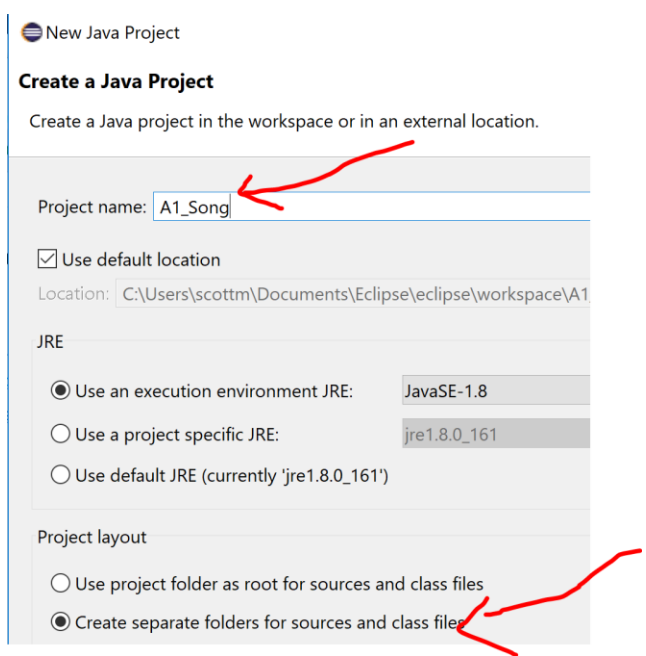 New Java Project
Create a Java Project
Create a Java project in the workspace or in an external location.
Project name: A1_Song
Use default location
Location: C:\Users\scottm\Documents\Eclipse\eclipse\workspace\A1
JRE
Use an execution environment JRE: JavaSE-1.8
Use a project specific JRE: jre1.8.0_161
Use default JRE (currently 'jre1.8.0_161')
Project layout
Use project folder as root for sources and class files
Create separate folders for sources and class files